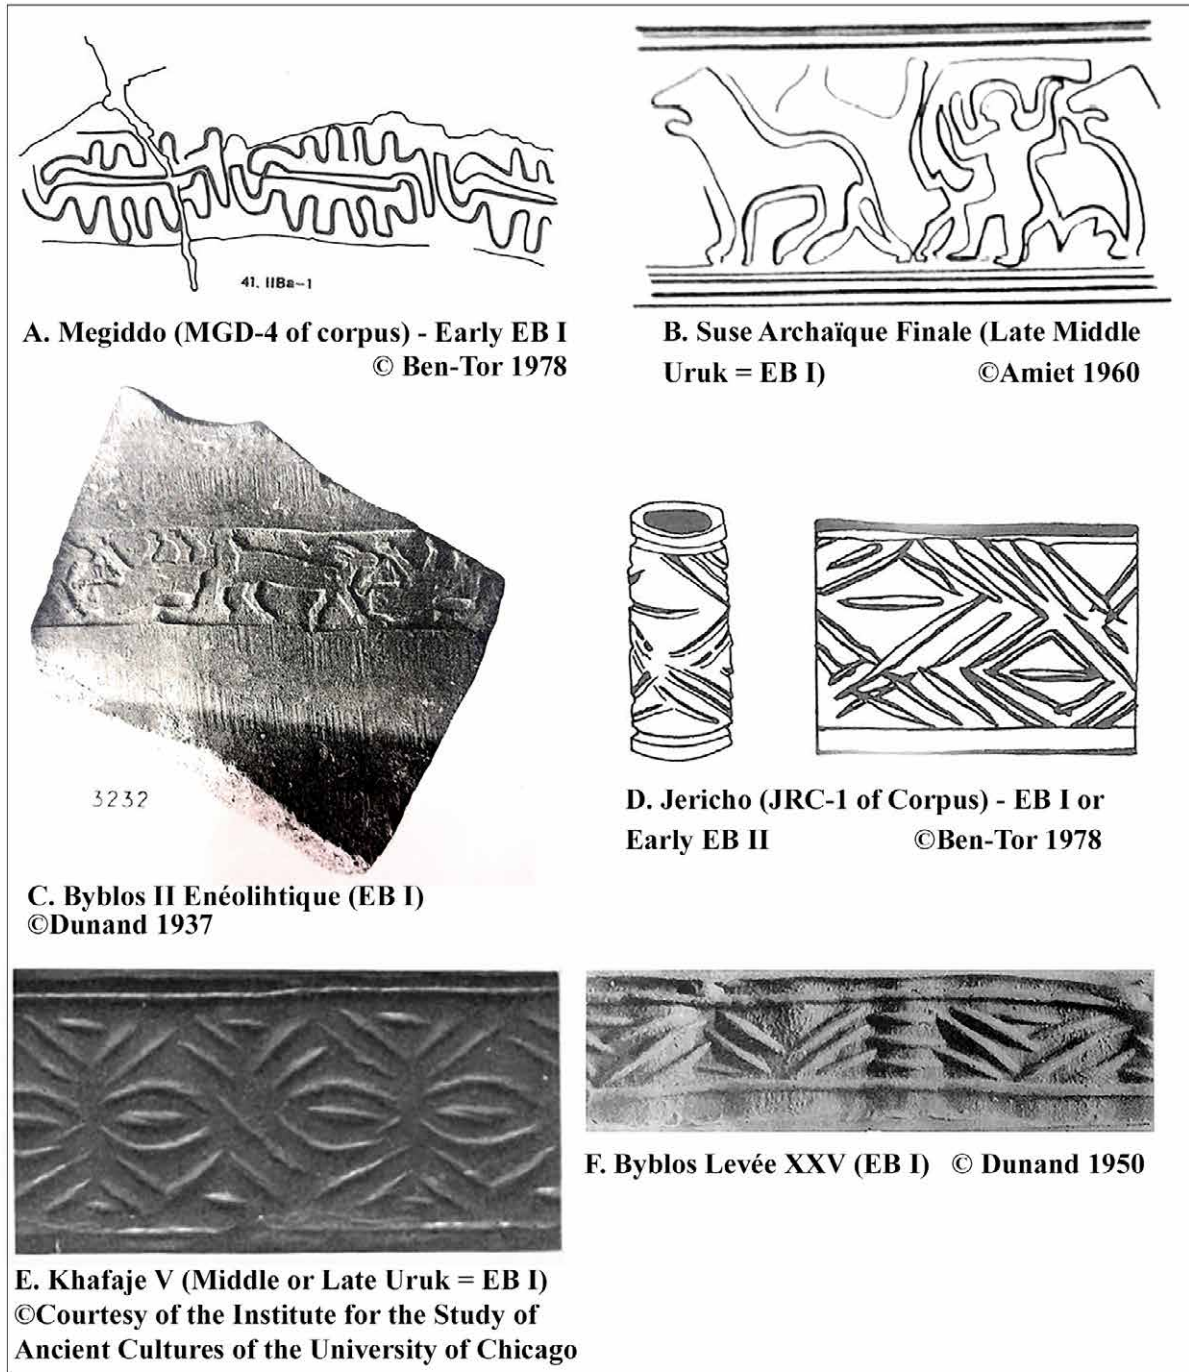 41. IIBa-1
A. Megiddo (MGD-4 of corpus) - Early EB I
© Ben-Tor 1978
B. Suse Archaïque Finale (Late Middle
Uruk = EB I) ©Amiet 1960
3232
C. Byblos II Enéolihtique (EB I)
©Dunand 1937
D. Jericho (JRC-1 of Corpus) - EB I or
Early EB II ©Ben-Tor 1978
E. Khafaje V (Middle or Late Uruk = EB I)
©Courtesy of the Institute for the Study of
Ancient Cultures of the University of Chicago
F. Byblos Levée XXV (EB I) © Dunand 1950